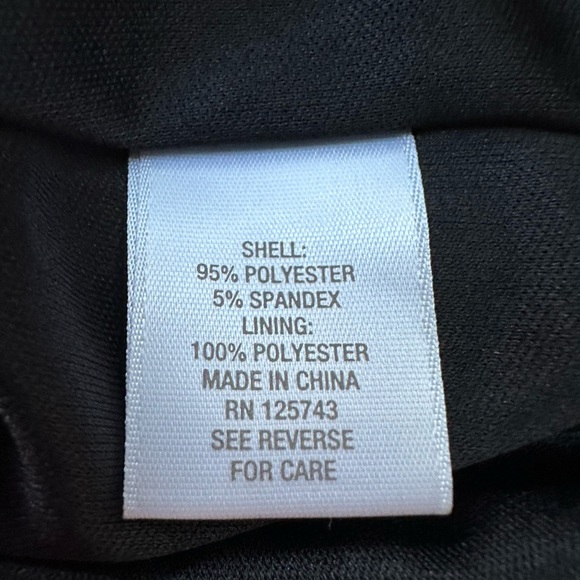 SHELL:
95% POLYESTER
5% SPANDEX
LINING:
100% POLYESTER
MADE IN CHINA
RN 125743
SEE REVERSE
FOR CARE